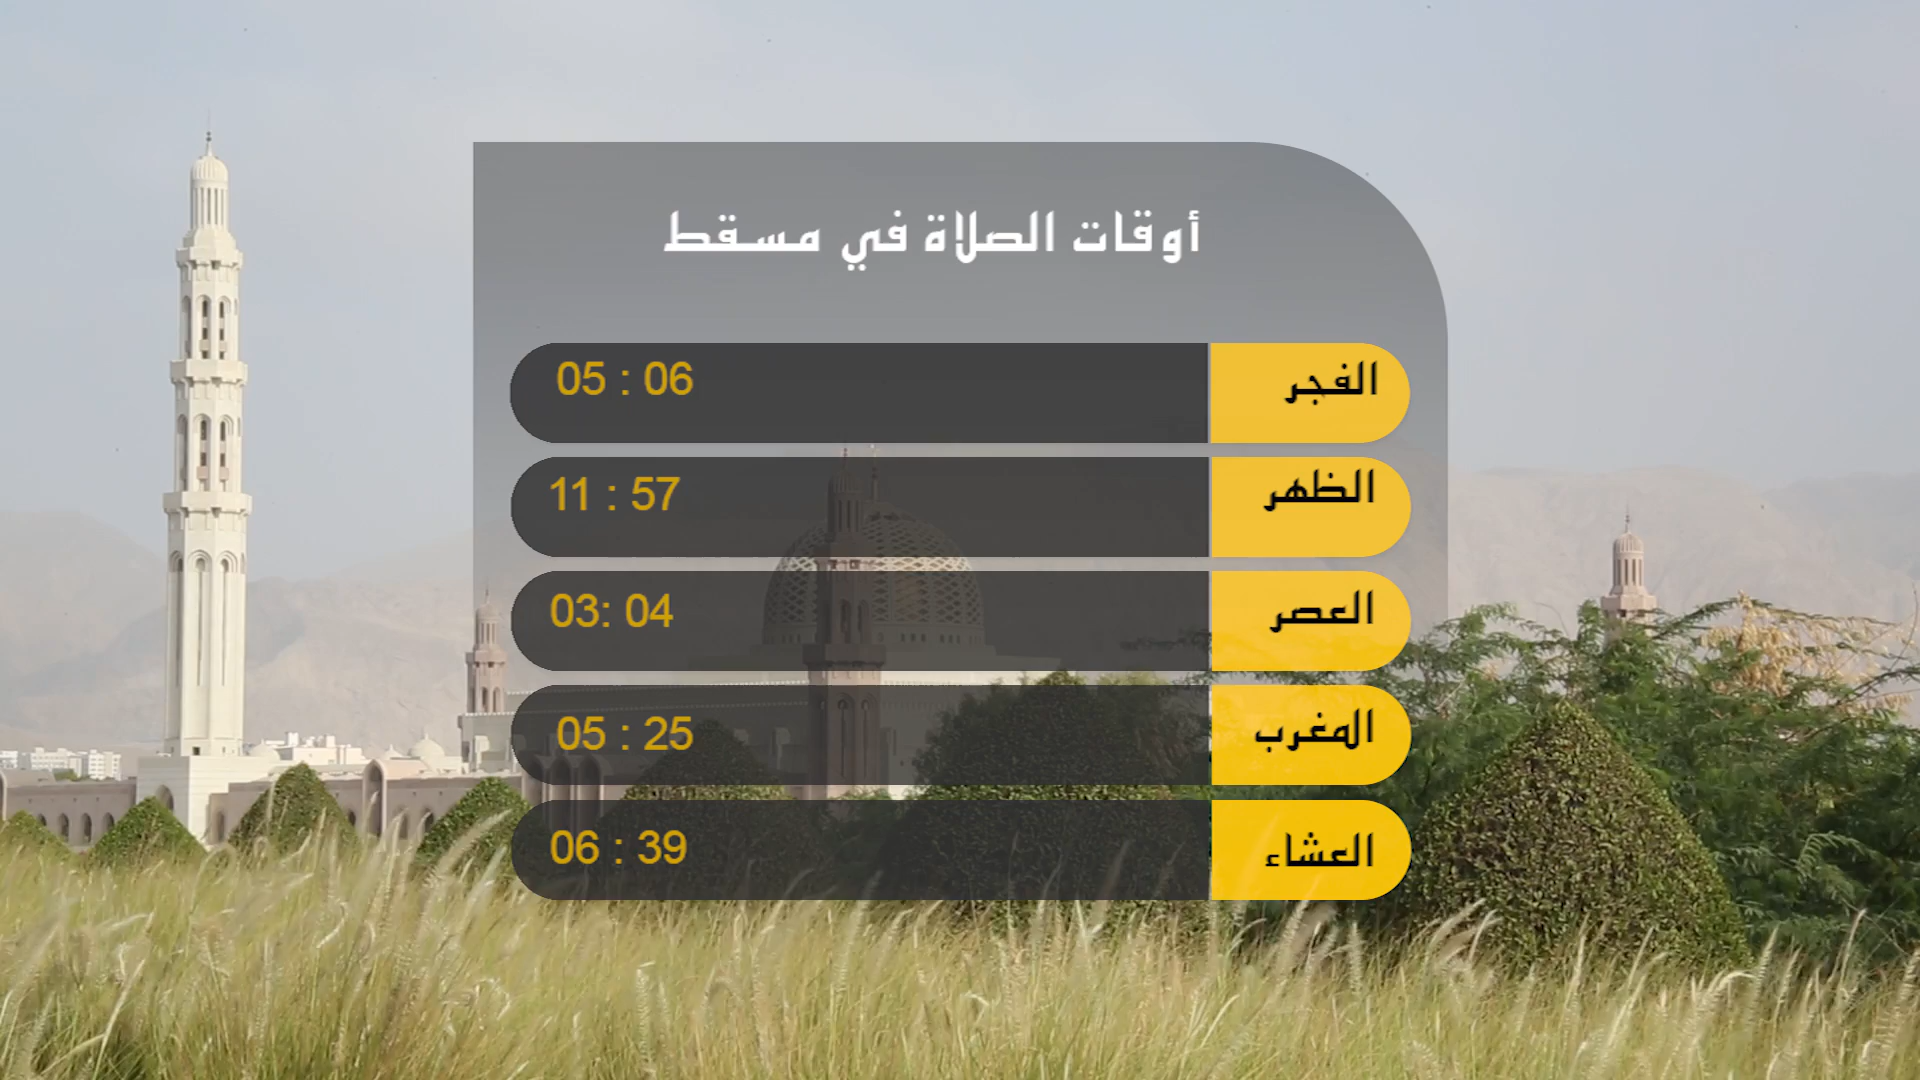 أوقات الصلاة في مسقط
الفجر 05 : 06
الظهر 11 : 57
العصر 03: 04
المغرب 05 : 25
العشاء 06 : 39